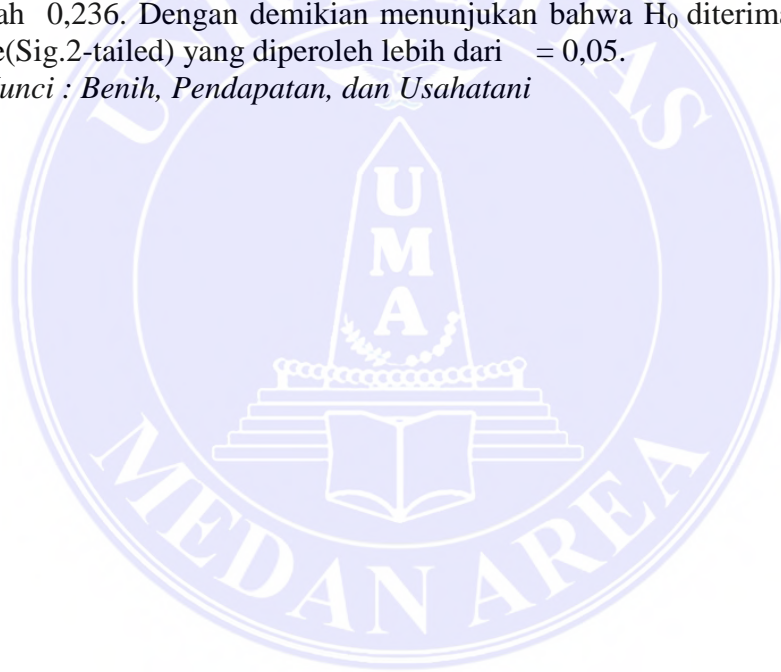 ah 0,236. Dengan demikian menunjukan bahwa H₀ diterima
e(Sig.2-tailed) yang diperoleh lebih dari = 0,05.
unci : Benih, Pendapatan, dan Usahatani
UMA
MEDAN AREA